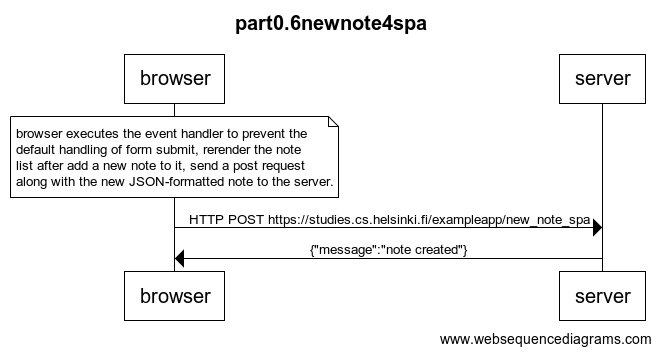 part0.6newnote4spa
browser
server
browser executes the event handler to prevent the
default handling of form submit, rerender the note
list after add a new note to it, send a post request
along with the new JSON-formatted note to the server.
HTTP POST https://studies.cs.helsinki.fi/exampleapp/new_note_spa
{"message":"note created"}
browser
server
www.websequencediagrams.com